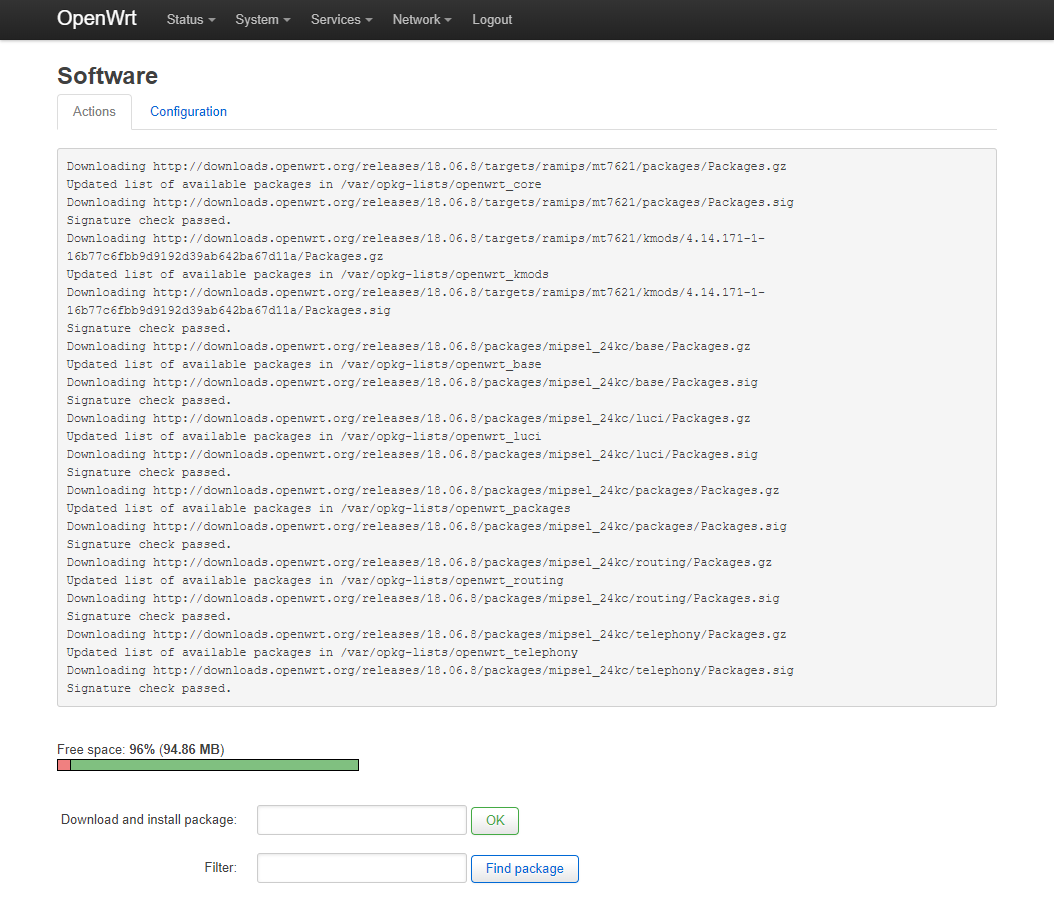 OpenWrt Status System Services Network Logout
Software
Actions Configuration
Downloading http://downloads.openwrt.org/releases/18.06.8/targets/ramips/mt7621/packages/Packages.gz
Updated list of available packages in /var/opkg-lists/openwrt_core
Downloading http://downloads.openwrt.org/releases/18.06.8/targets/ramips/mt7621/packages/Packages.sig
Signature check passed.
Downloading http://downloads.openwrt.org/releases/18.06.8/targets/ramips/mt7621/kmods/4.14.171-1-
16b77c6fbb9d9192d39ab642ba67d11a/Packages.gz
Updated list of available packages in /var/opkg-lists/openwrt_kmods
Downloading http://downloads.openwrt.org/releases/18.06.8/targets/ramips/mt7621/kmods/4.14.171-1-
16b77c6fbb9d9192d39ab642ba67d11a/Packages.sig
Signature check passed.
Downloading http://downloads.openwrt.org/releases/18.06.8/packages/mipsel_24kc/base/Packages.gz
Updated list of available packages in /var/opkg-lists/openwrt_base
Downloading http://downloads.openwrt.org/releases/18.06.8/packages/mipsel_24kc/base/Packages.sig
Signature check passed.
Downloading http://downloads.openwrt.org/releases/18.06.8/packages/mipsel_24kc/luci/Packages.gz
Updated list of available packages in /var/opkg-lists/openwrt_luci
Downloading http://downloads.openwrt.org/releases/18.06.8/packages/mipsel_24kc/luci/Packages.sig
Signature check passed.
Downloading http://downloads.openwrt.org/releases/18.06.8/packages/mipsel_24kc/packages/Packages.gz
Updated list of available packages in /var/opkg-lists/openwrt_packages
Downloading http://downloads.openwrt.org/releases/18.06.8/packages/mipsel_24kc/packages/Packages.sig
Signature check passed.
Downloading http://downloads.openwrt.org/releases/18.06.8/packages/mipsel_24kc/routing/Packages.gz
Updated list of available packages in /var/opkg-lists/openwrt_routing
Downloading http://downloads.openwrt.org/releases/18.06.8/packages/mipsel_24kc/routing/Packages.sig
Signature check passed.
Downloading http://downloads.openwrt.org/releases/18.06.8/packages/mipsel_24kc/telephony/Packages.gz
Updated list of available packages in /var/opkg-lists/openwrt_telephony
Downloading http://downloads.openwrt.org/releases/18.06.8/packages/mipsel_24kc/telephony/Packages.sig
Signature check passed.
Free space: 96% (94.86 MB)
Download and install package: OK
Filter: Find package